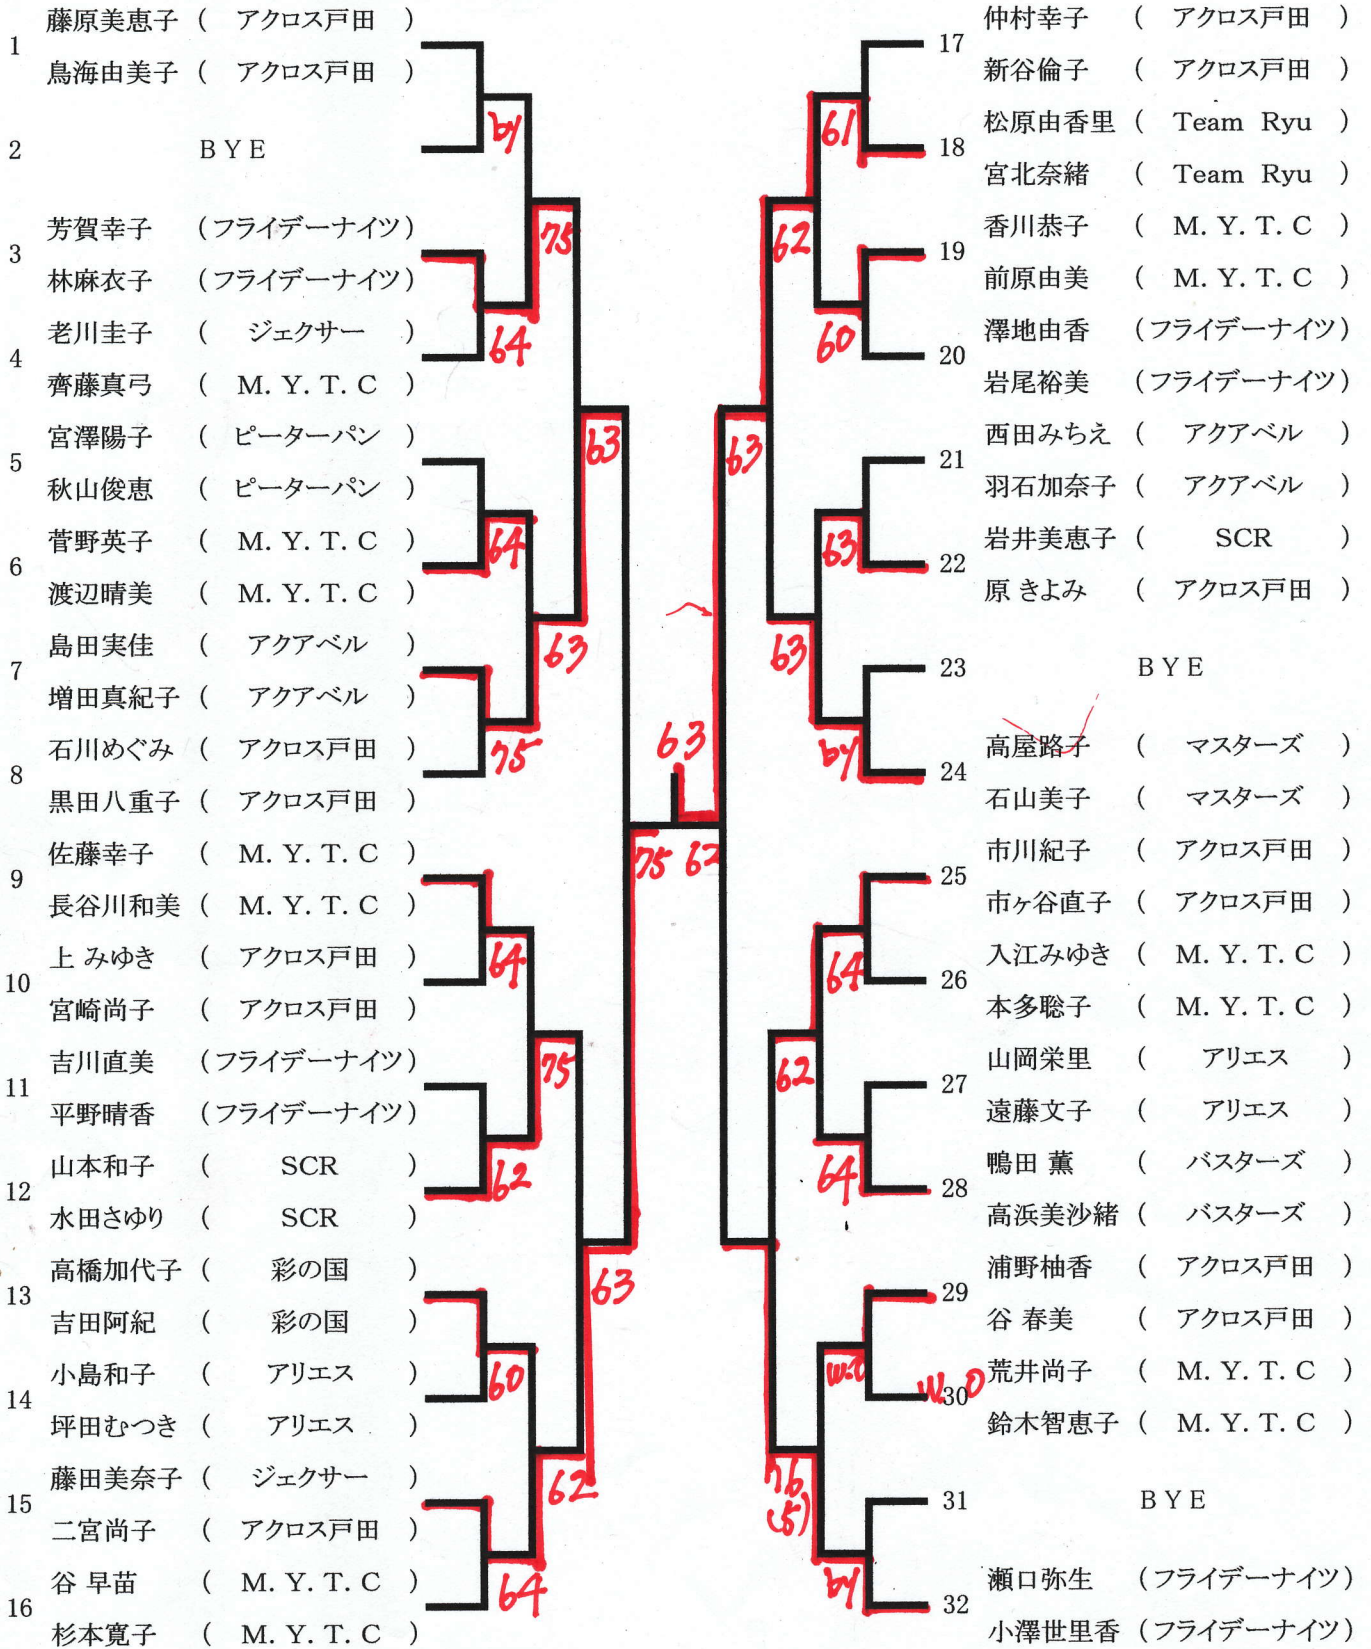 藤原美恵子 ( アクロス戸田 )
1
鳥海由美子 ( アクロス戸田 )
2 BYE
芳賀幸子 (フライデーナイツ)
3
林麻衣子 (フライデーナイツ)
老川圭子 ( ジェクサー )
4
齊藤真弓 ( M. Y. T. C )
宮澤陽子 ( ピーターパン )
5
秋山俊恵 ( ピーターパン )
菅野英子 ( M. Y. T. C )
6
渡辺晴美 ( M. Y. T. C )
島田実佳 ( アクアベル )
7
増田真紀子 ( アクアベル )
石川めぐみ ( アクロス戸田 )
8
黒田八重子 ( アクロス戸田 )
佐藤幸子 ( M. Y. T. C )
9
長谷川和美 ( M. Y. T. C )
上 みゆき ( アクロス戸田 )
10
宮崎尚子 ( アクロス戸田 )
吉川直美 (フライデーナイツ)
11
平野晴香 (フライデーナイツ)
山本和子 ( SCR )
12
水田さゆり ( SCR )
高橋加代子 ( 彩の国 )
13
吉田阿紀 ( 彩の国 )
小島和子 ( アリエス )
14
坪田むつき ( アリエス )
藤田美奈子 ( ジェクサー )
15
二宮尚子 ( アクロス戸田 )
谷 早苗 ( M. Y. T. C )
16
杉本寛子 ( M. Y. T. C )
by
64
64
75
64
62
60
64
75
63
75
62
63
63
75 62
63
63
62
63
62
76
(5)
61
60
63
by
64
64
w.o
by
仲村幸子 ( アクロス戸田 )
17
新谷倫子 ( アクロス戸田 )
松原由香里 ( Team Ryu )
18
宮北奈緒 ( Team Ryu )
香川恭子 ( M. Y. T. C )
19
前原由美 ( M. Y. T. C )
澤地由香 (フライデーナイツ)
20
岩尾裕美 (フライデーナイツ)
西田みちえ ( アクアベル )
21
羽石加奈子 ( アクアベル )
岩井美恵子 ( SCR )
22
原 きよみ ( アクロス戸田 )
23 BYE
高屋路子 ( マスターズ )
24
石山美子 ( マスターズ )
市川紀子 ( アクロス戸田 )
25
市ヶ谷直子 ( アクロス戸田 )
入江みゆき ( M. Y. T. C )
26
本多聡子 ( M. Y. T. C )
山岡栄里 ( アリエス )
27
遠藤文子 ( アリエス )
鴨田 薫 ( バスターズ )
28
高浜美沙緒 ( バスターズ )
浦野柚香 ( アクロス戸田 )
29
谷 春美 ( アクロス戸田 )
荒井尚子 ( M. Y. T. C )
w.o 30
鈴木智恵子 ( M. Y. T. C )
31 BYE
瀬口弥生 (フライデーナイツ)
32
小澤世里香 (フライデーナイツ)